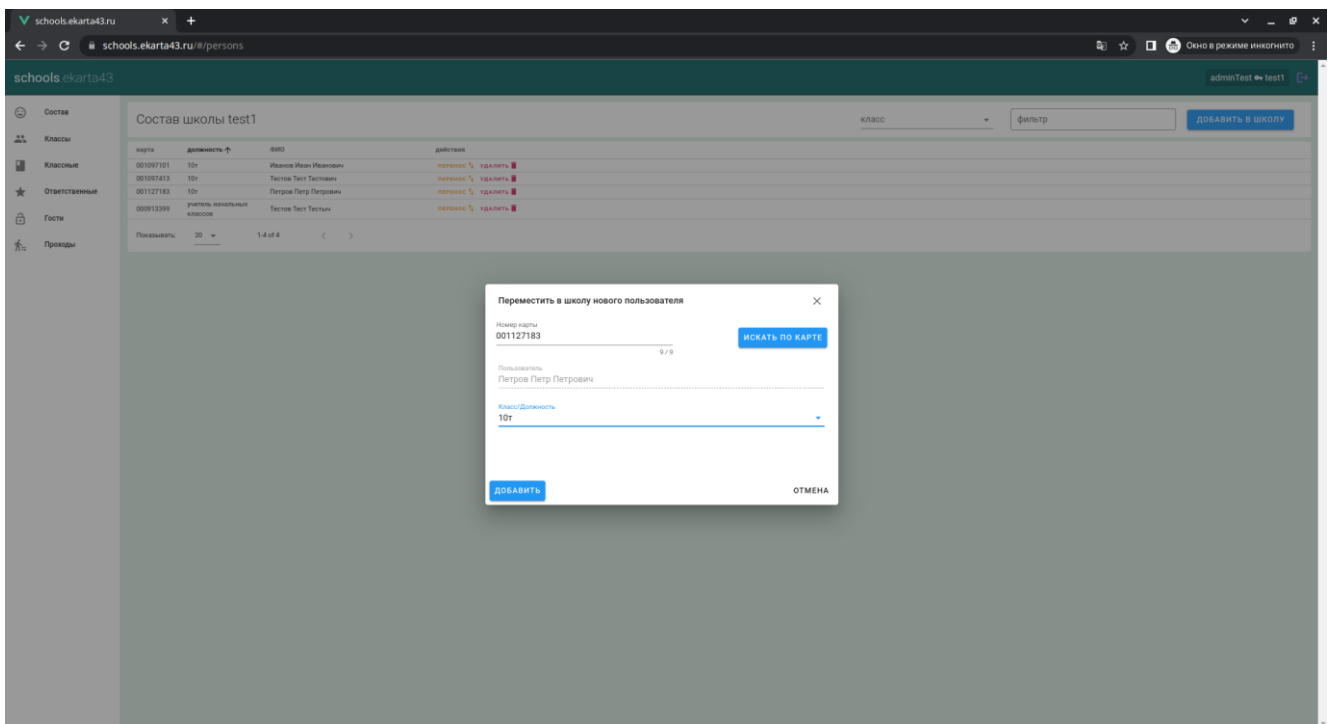 schools.ekarta43.ru
schools.ekarta43.ru/#/persons
Окно в режиме инкогнито
schools.ekarta43
adminTest test1
Состав
Классы
Классные
Ответственные
Гости
Проходы
Состав школы test1
класс
фильтр
ДОБАВИТЬ В ШКОЛУ
карта должность ФИО действия
001097101 10т Иванов Иван Иванович ПЕРЕНОС УДАЛИТЬ
001097413 10т Тестов Тест Тестович ПЕРЕНОС УДАЛИТЬ
001127183 10т Петров Петр Петрович ПЕРЕНОС УДАЛИТЬ
000913399 учитель начальных классов Тестов Тест Тестыч ПЕРЕНОС УДАЛИТЬ
Показывать: 20 1-4 of 4
Переместить в школу нового пользователя
Номер карты
001127183
ИСКАТЬ ПО КАРТЕ
9 / 9
Пользователь
Петров Петр Петрович
Класс/Должность
10т
ДОБАВИТЬ
ОТМЕНА